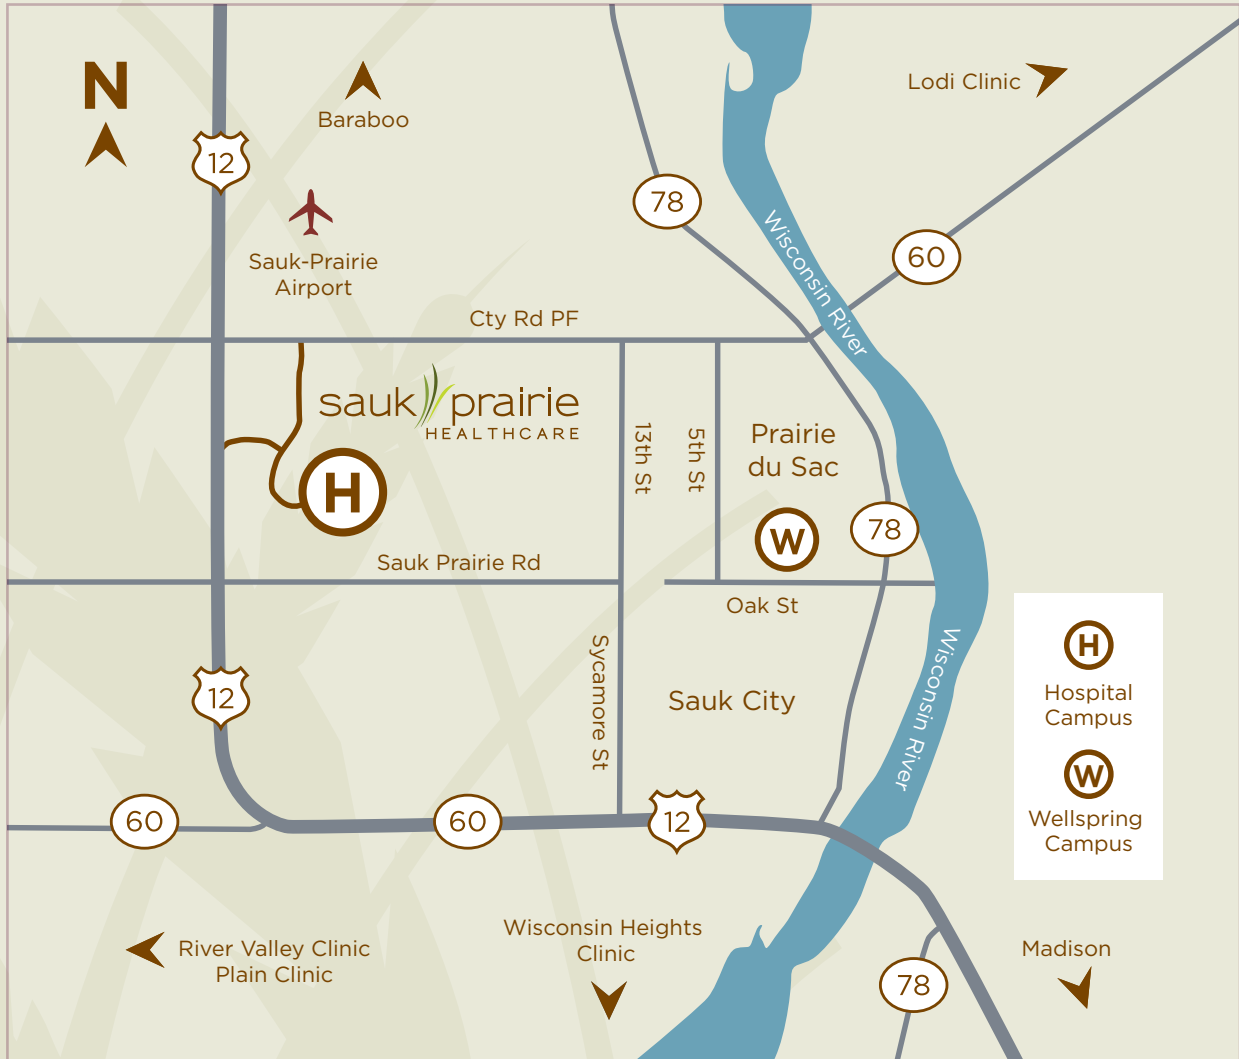 N
12
Baraboo
Lodi Clinic
78
60
Sauk-Prairie
Airport
Wisconsin River
Cty Rd PF
sauk prairie
HEALTHCARE
H
13th St
5th St
Prairie
du Sac
W
78
Sauk Prairie Rd
Oak St
Sycamore St
Sauk City
Wisconsin River
12
60
60
12
H
Hospital
Campus
W
Wellspring
Campus
River Valley Clinic
Plain Clinic
Wisconsin Heights
Clinic
78
Madison